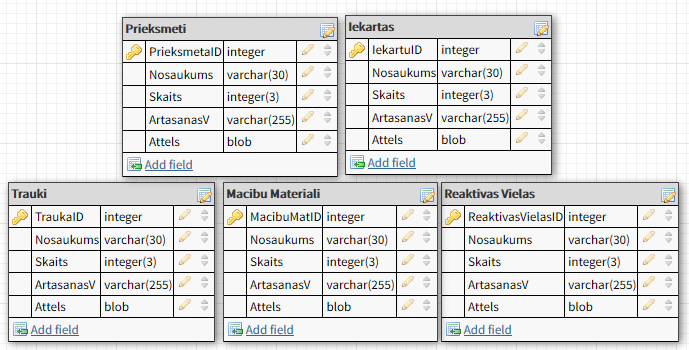 Prieksmeti
PrieksmetaID integer
Nosaukums varchar(30)
Skaits integer(3)
ArtasanasV varchar(255)
Attels blob
Add field
Iekartas
IekartuID integer
Nosaukums varchar(30)
Skaits integer(3)
ArtasanasV varchar(255)
Attels blob
Add field
Trauki
TraukaID integer
Nosaukums varchar(30)
Skaits integer(3)
ArtasanasV varchar(255)
Attels blob
Add field
Macibu Materiali
MacibuMatID integer
Nosaukums varchar(30)
Skaits integer(3)
ArtasanasV varchar(255)
Attels blob
Add field
Reaktivas Vielas
ReaktivasVielasID integer
Nosaukums varchar(30)
Skaits integer(3)
ArtasanasV varchar(255)
Attels blob
Add field